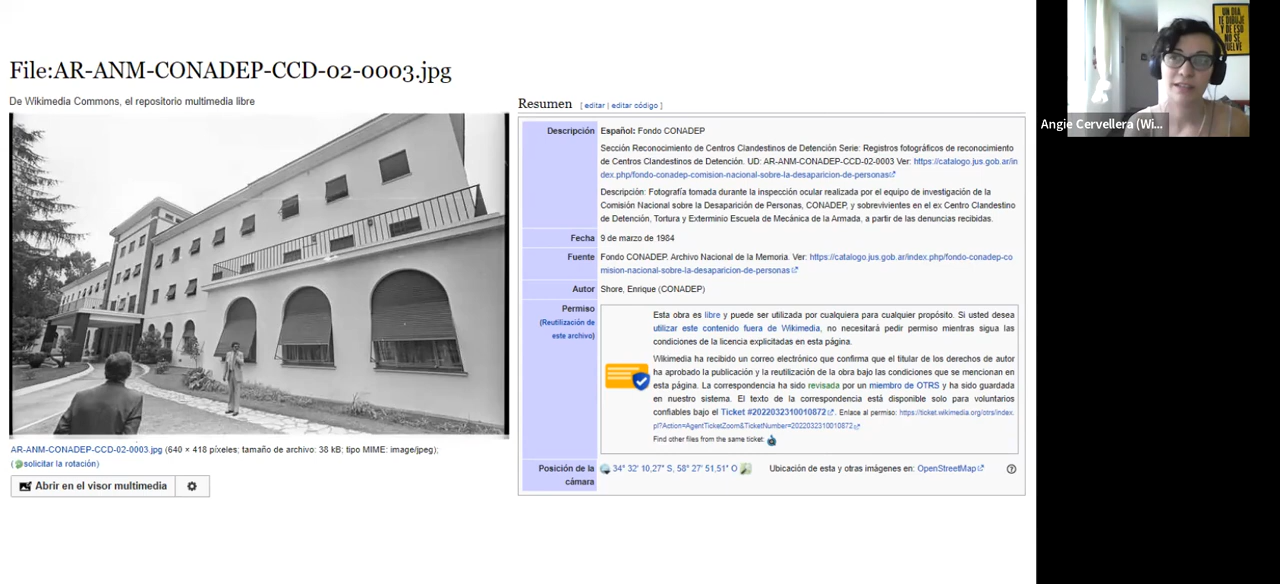 File:AR-ANM-CONADEP-CCD-02-0003.jpg
De Wikimedia Commons, el repositorio multimedia libre
AR-ANM-CONADEP-CCD-02-0003.jpg (640 × 418 píxeles; tamaño de archivo: 38 kB; tipo MIME: image/jpeg);
(solicitar la rotación)
Abrir en el visor multimedia
Resumen [ editar | editar código ]
Descripción
Español: Fondo CONADEP
Sección Reconocimiento de Centros Clandestinos de Detención Serie: Registros fotográficos de reconocimiento
de Centros Clandestinos de Detención. UD: AR-ANM-CONADEP-CCD-02-0003 Ver: https://catalogo.jus.gob.ar/in
dex.php/fondo-conadep-comision-nacional-sobre-la-desaparicion-de-personas
Descripción: Fotografía tomada durante la inspección ocular realizada por el equipo de investigación de la
Comisión Nacional sobre la Desaparición de Personas, CONADEP, y sobrevivientes en el ex Centro Clandestino
de Detención, Tortura y Exterminio Escuela de Mecánica de la Armada, a partir de las denuncias recibidas.
Fecha
9 de marzo de 1984
Fuente
Fondo CONADEP. Archivo Nacional de la Memoria. Ver: https://catalogo.jus.gob.ar/index.php/fondo-conadep-co
mision-nacional-sobre-la-desaparicion-de-personas
Autor
Shore, Enrique (CONADEP)
Permiso
(Reutilización de
este archivo)
Esta obra es libre y puede ser utilizada por cualquiera para cualquier propósito. Si usted desea
utilizar este contenido fuera de Wikimedia, no necesitará pedir permiso mientras siga las
condiciones de la licencia explicitadas en esta página.
Wikimedia ha recibido un correo electrónico que confirma que el titular de los derechos de autor
ha aprobado la publicación y la reutilización de la obra bajo las condiciones que se mencionan en
esta página. La correspondencia ha sido revisada por un miembro de OTRS y ha sido guardada
en nuestro sistema. El texto de la correspondencia está disponible solo para voluntarios
confiables bajo el Ticket #2022032310010872. Enlace al permiso: https://ticket.wikimedia.org/otrs/index.
pl?Action=AgentTicketZoom&TicketNumber=2022032310010872
Find other files from the same ticket:
Posición de la
cámara
34° 32′ 10,27″ S, 58° 27′ 51,51″ O
Ubicación de esta y otras imágenes en: OpenStreetMap
UN DIA
TE DIBUJE
Y DE ESO
NO SE
VUELVE
Angie Cervellera (Wi...